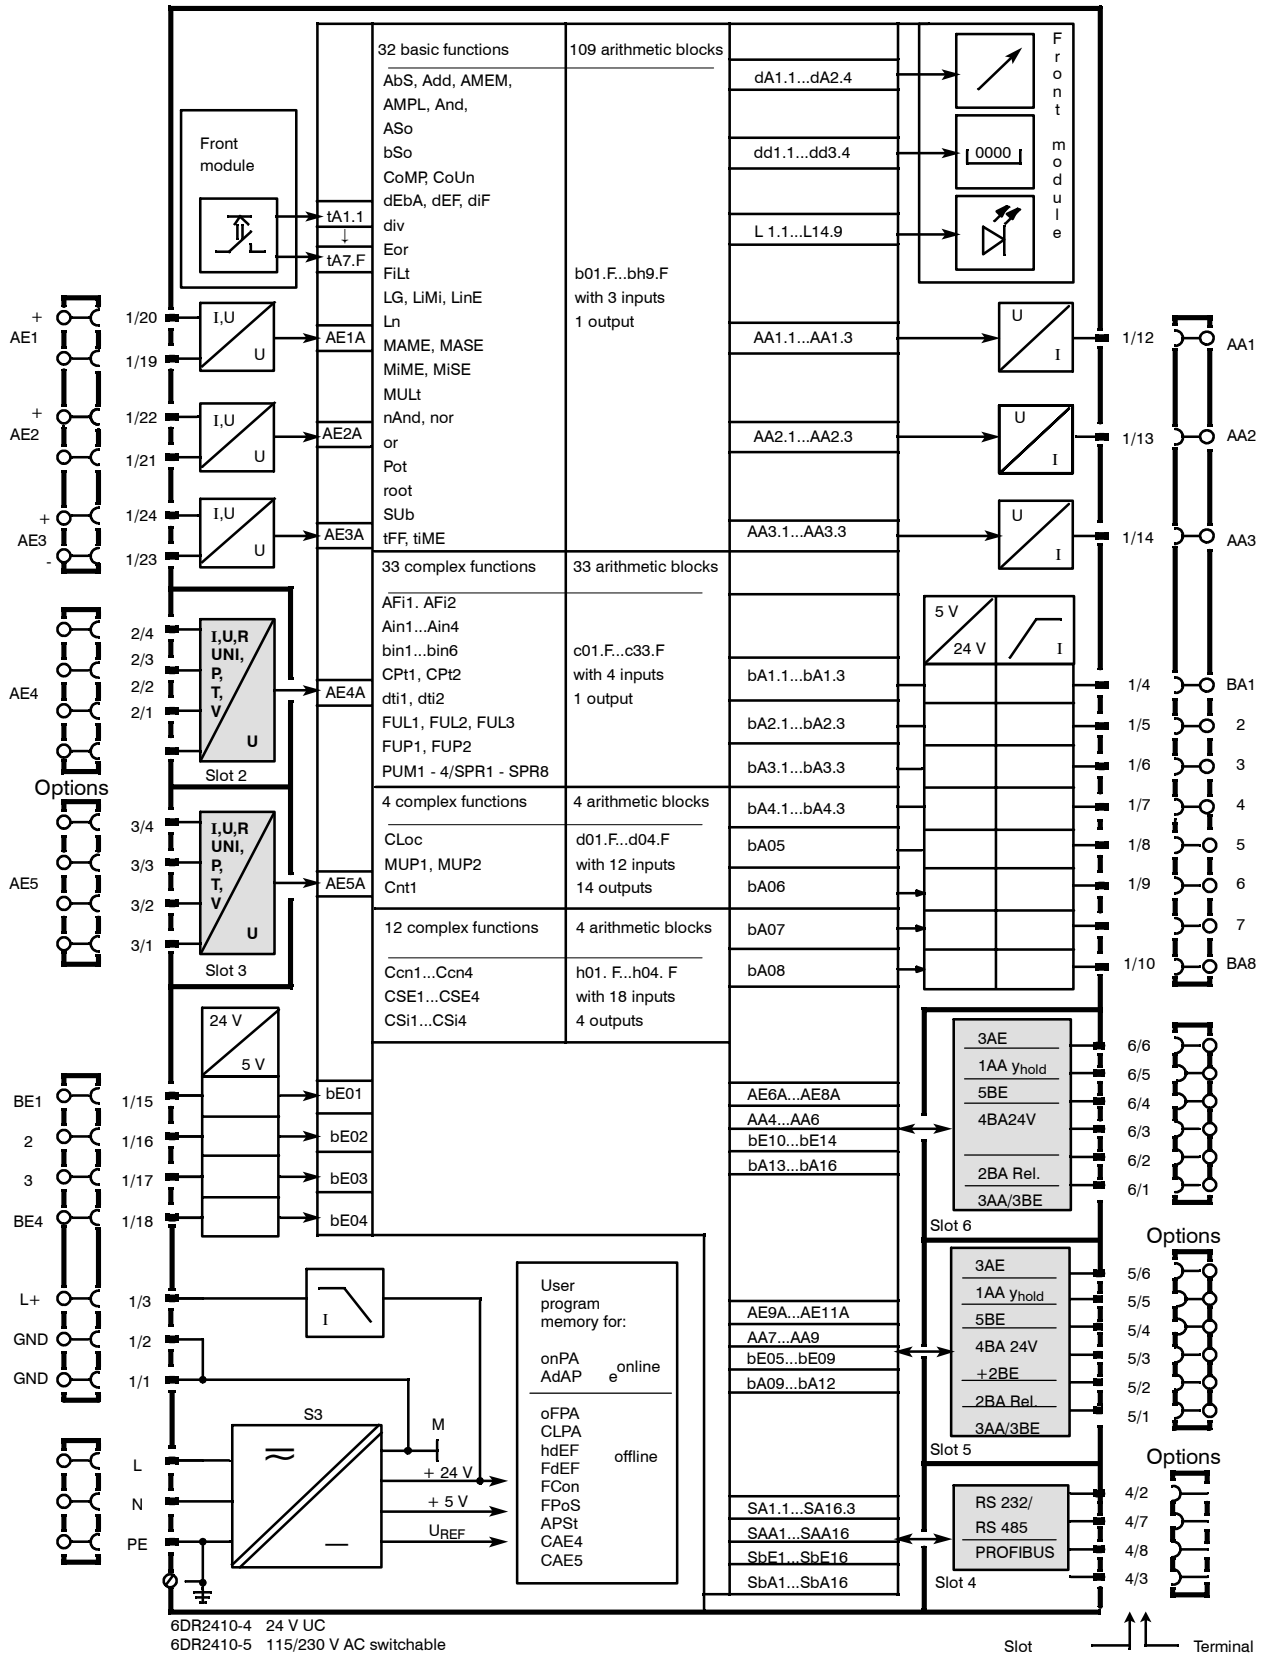 32 basic functions
109 arithmetic blocks
AbS, Add, AMEM,
AMPL, And,
ASo
bSo
CoMP, CoUn
dEbA, dEF, diF
div
Eor
FiLt
LG, LiMi, LinE
Ln
MAME, MASE
MiME, MiSE
MULt
nAnd, nor
or
Pot
root
SUb
tFF, tiME
b01.F...bh9.F
with 3 inputs
1 output
33 complex functions
33 arithmetic blocks
AFi1. AFi2
Ain1...Ain4
bin1...bin6
CPt1, CPt2
dti1, dti2
FUL1, FUL2, FUL3
FUP1, FUP2
PUM1 - 4/SPR1 - SPR8
c01.F...c33.F
with 4 inputs
1 output
4 complex functions
4 arithmetic blocks
CLoc
MUP1, MUP2
Cnt1
d01.F...d04.F
with 12 inputs
14 outputs
12 complex functions
4 arithmetic blocks
Ccn1...Ccn4
CSE1...CSE4
CSi1...CSi4
h01. F...h04. F
with 18 inputs
4 outputs
Front
module
tA1.1
↓
tA7.F
+
AE1
1/20
1/19
I,U
U
AE1A
+
AE2
1/22
1/21
I,U
U
AE2A
+
AE3
-
1/24
1/23
I,U
U
AE3A
AE4
2/4
2/3
2/2
2/1
I,U,R
UNI,
P,
T,
V
U
Slot 2
AE4A
Options
AE5
3/4
3/3
3/2
3/1
I,U,R
UNI,
P,
T,
V
U
Slot 3
AE5A
24 V
5 V
BE1
1/15
bE01
2
1/16
bE02
3
1/17
bE03
BE4
1/18
bE04
L+
1/3
I
GND
1/2
GND
1/1
S3
M
L
N
PE
+ 24 V
+ 5 V
UREF
User
program
memory for:
onPA
AdAP
e
online
oFPA
CLPA
hdEF
FdEF
FCon
FPoS
APSt
CAE4
CAE5
offline
dA1.1...dA2.4
dd1.1...dd3.4
0000
L 1.1...L14.9
Front module
AA1.1...AA1.3
U
I
1/12
AA1
AA2.1...AA2.3
U
I
1/13
AA2
AA3.1...AA3.3
U
I
1/14
AA3
5 V
24 V
I
bA1.1...bA1.3
1/4
BA1
bA2.1...bA2.3
1/5
2
bA3.1...bA3.3
1/6
3
bA4.1...bA4.3
1/7
4
bA05
1/8
5
bA06
1/9
6
bA07
7
bA08
1/10
BA8
AE6A...AE8A
AA4...AA6
bE10...bE14
bA13...bA16
3AE
1AA yhold
5BE
4BA24V
2BA Rel.
3AA/3BE
Slot 6
6/6
6/5
6/4
6/3
6/2
6/1
Options
AE9A...AE11A
AA7...AA9
bE05...bE09
bA09...bA12
3AE
1AA yhold
5BE
4BA 24V
+2BE
2BA Rel.
3AA/3BE
Slot 5
5/6
5/5
5/4
5/3
5/2
5/1
Options
SA1.1...SA16.3
SAA1...SAA16
SbE1...SbE16
SbA1...SbA16
RS 232/
RS 485
PROFIBUS
Slot 4
4/2
4/7
4/8
4/3
6DR2410-4 24 V UC
6DR2410-5 115/230 V AC switchable
Slot
Terminal